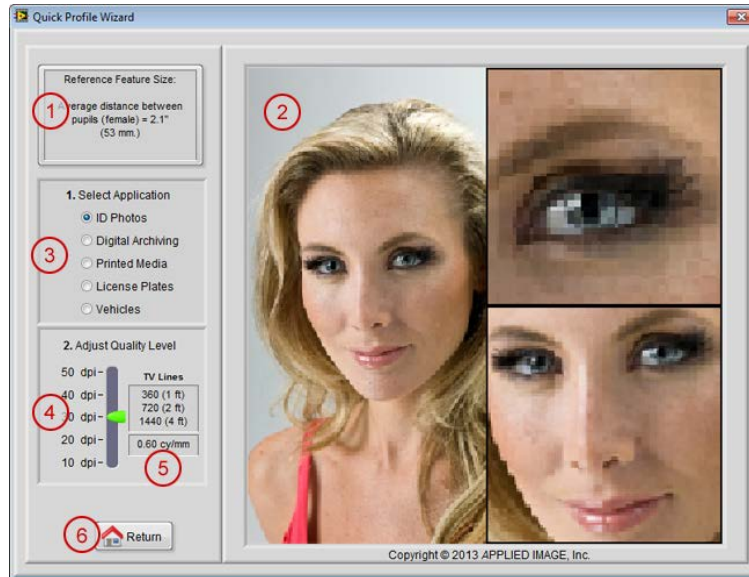 Quick Profile Wizard
Reference Feature Size:
1
Average distance between
pupils (female) = 2.1"
(53 mm.)
2
1. Select Application
ID Photos
Digital Archiving
3
Printed Media
License Plates
Vehicles
2. Adjust Quality Level
50 dpi
40 dpi
4
30 dpi
20 dpi
10 dpi
TV Lines
360 (1 ft)
720 (2 ft)
1440 (4 ft)
0.60 cy/mm
5
6
Return
Copyright © 2013 APPLIED IMAGE, Inc.